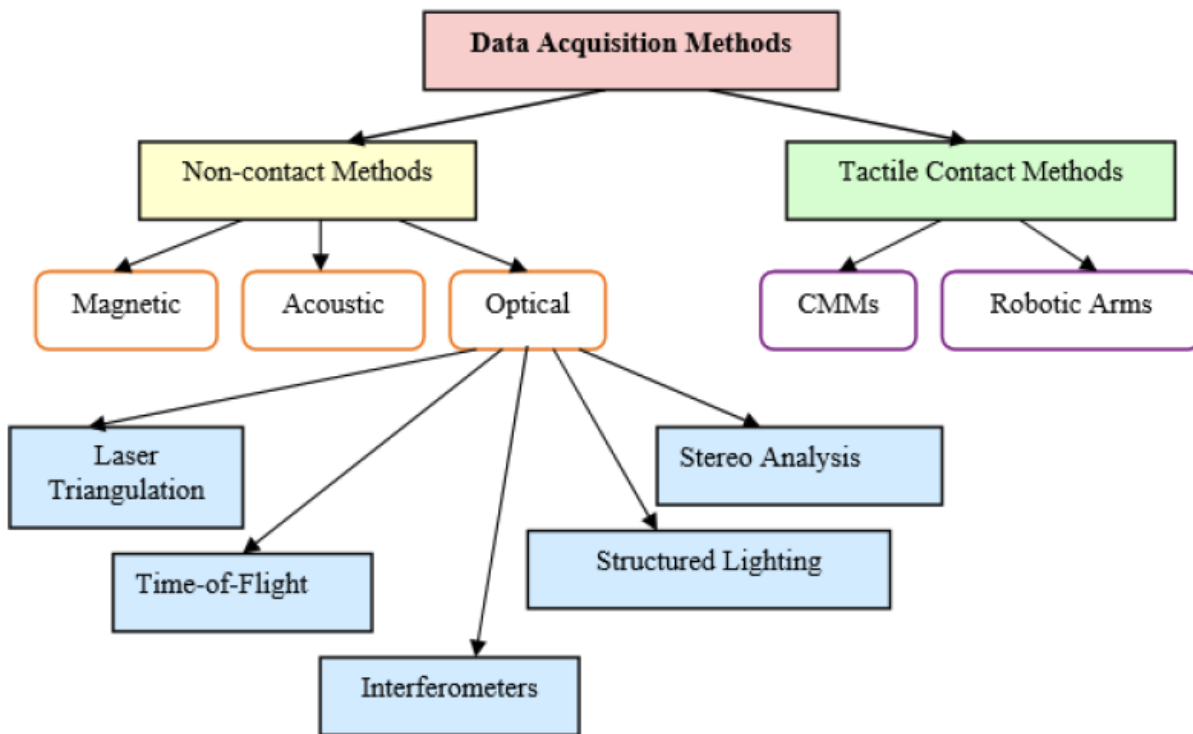 Data Acquisition Methods
Non-contact Methods
Tactile Contact Methods
Magnetic
Acoustic
Optical
CMMs
Robotic Arms
Laser
Triangulation
Stereo Analysis
Time-of-Flight
Structured Lighting
Interferometers